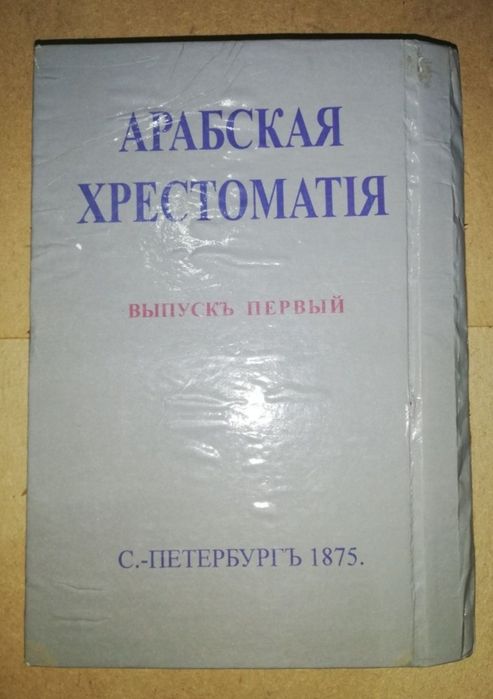 АРАБСКАЯ
ХРЕСТОМАТІЯ
ВЫПУСКЪ ПЕРВЫЙ
С.-ПЕТЕРБУРГЪ 1875.